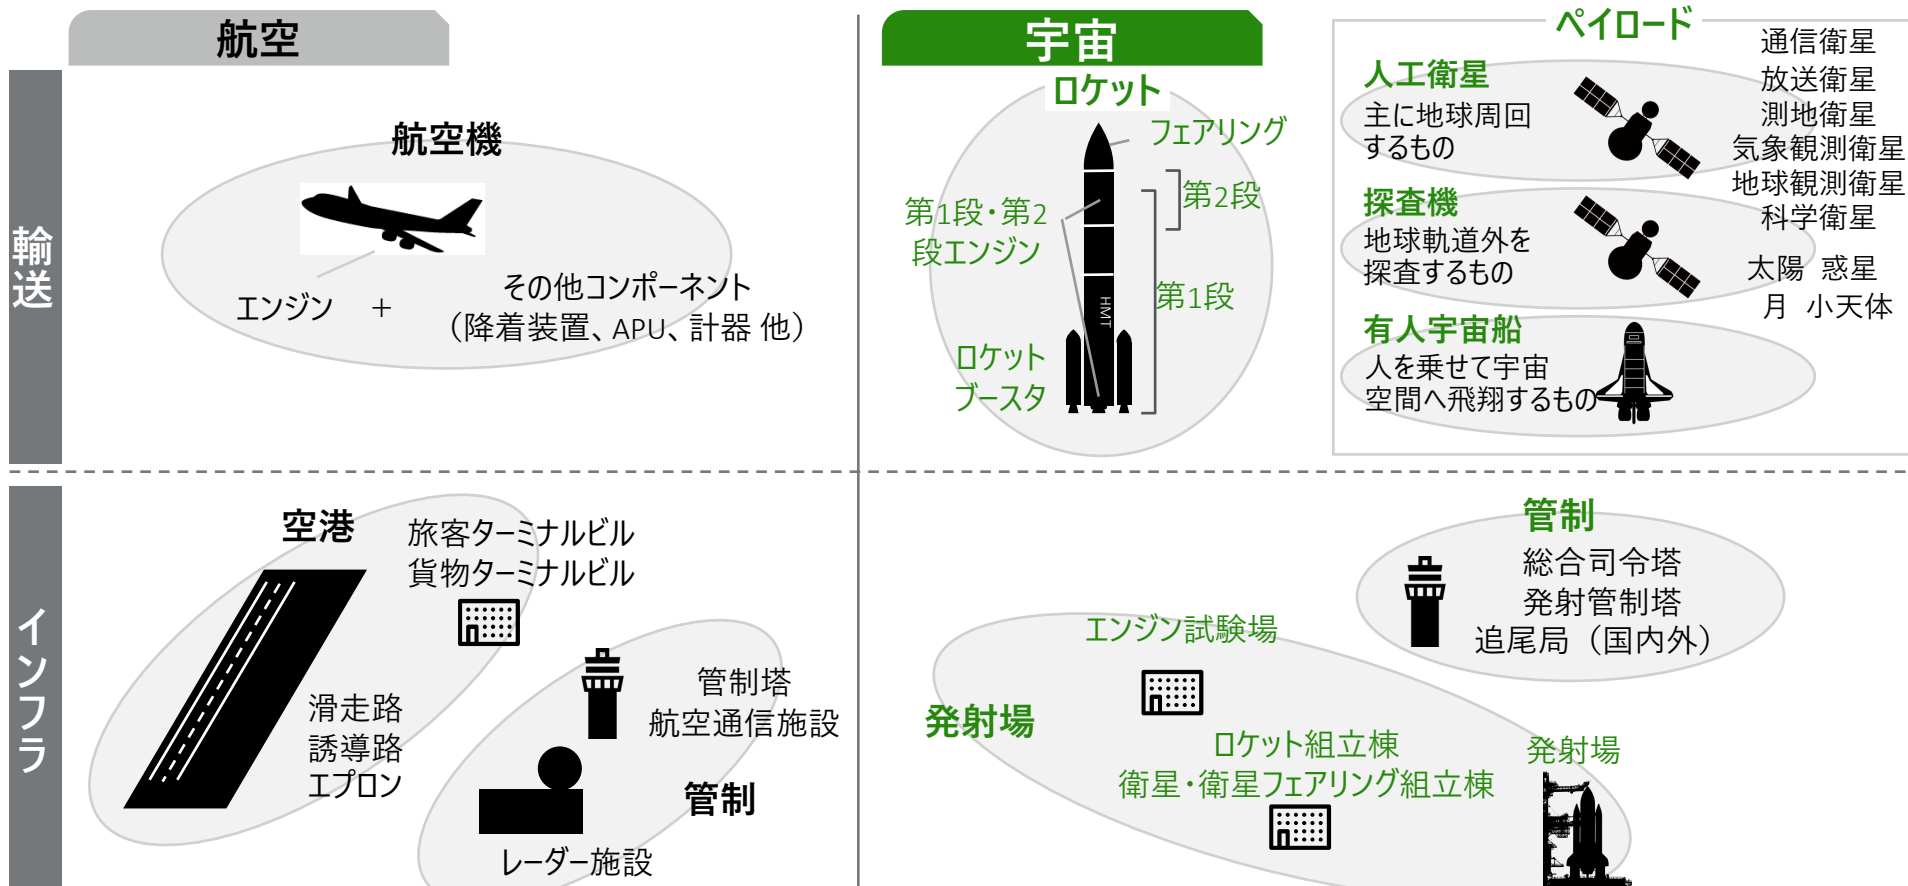 航空
宇宙
輸送
航空機
エンジン
+
その他コンポーネント
（降着装置、APU、計器 他）
ロケット
フェアリング
第1段・第2
段エンジン
第2段
第1段
HMT
ロケット
ブースタ
ペイロード
人工衛星
主に地球周回
するもの
通信衛星
放送衛星
測地衛星
気象観測衛星
地球観測衛星
科学衛星
探査機
地球軌道外を
探査するもの
太陽 惑星
月 小天体
有人宇宙船
人を乗せて宇宙
空間へ飛翔するもの
インフラ
空港
旅客ターミナルビル
貨物ターミナルビル
滑走路
誘導路
エプロン
管制塔
航空通信施設
管制
レーダー施設
管制
総合司令塔
発射管制塔
追尾局（国内外）
エンジン試験場
発射場
ロケット組立棟
衛星・衛星フェアリング組立棟
発射場